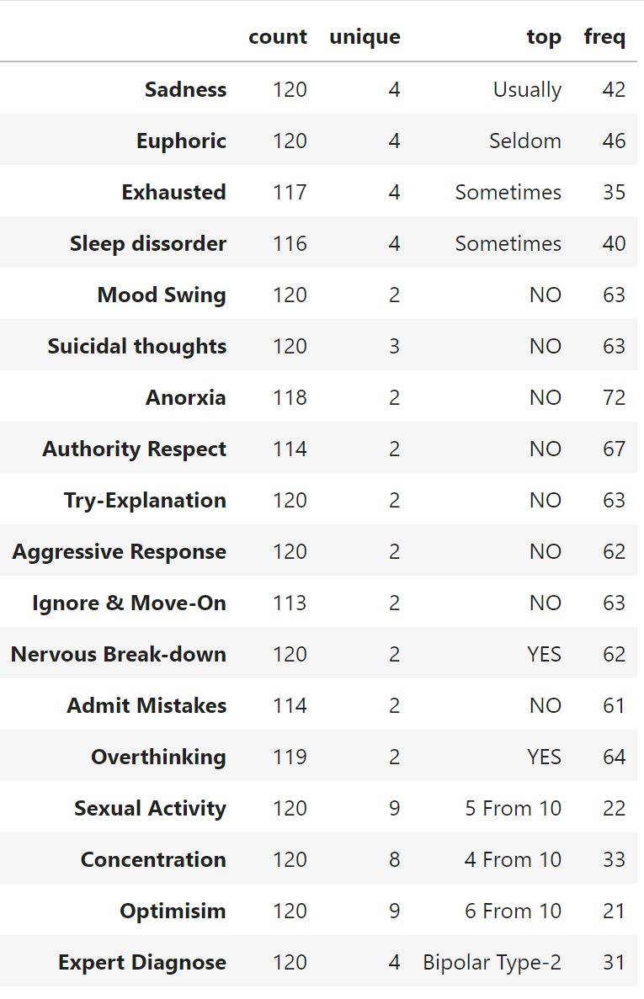 count unique top freq
Sadness 120 4 Usually 42
Euphoric 120 4 Seldom 46
Exhausted 117 4 Sometimes 35
Sleep dissorder 116 4 Sometimes 40
Mood Swing 120 2 NO 63
Suicidal thoughts 120 3 NO 63
Anorxia 118 2 NO 72
Authority Respect 114 2 NO 67
Try-Explanation 120 2 NO 63
Aggressive Response 120 2 NO 62
Ignore & Move-On 113 2 NO 63
Nervous Break-down 120 2 YES 62
Admit Mistakes 114 2 NO 61
Overthinking 119 2 YES 64
Sexual Activity 120 9 5 From 10 22
Concentration 120 8 4 From 10 33
Optimisim 120 9 6 From 10 21
Expert Diagnose 120 4 Bipolar Type-2 31